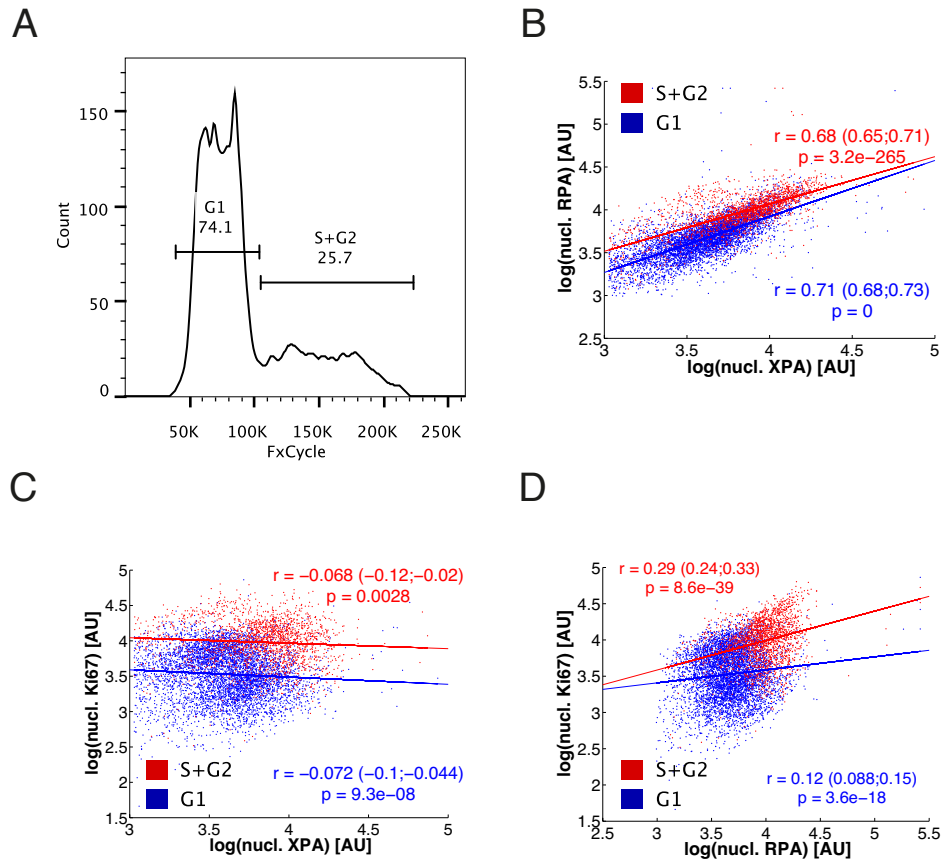 A
150
100
50
0
Count
G1
74.1
S+G2
25.7
50K
100K
150K
200K
250K
FxCycle
B
5.5
5
4.5
4
3.5
3
2.5
log(nucl. RPA) [AU]
S+G2
G1
r = 0.68 (0.65;0.71)
p = 3.2e−265
r = 0.71 (0.68;0.73)
p = 0
3
3.5
4
4.5
5
log(nucl. XPA) [AU]
C
5
4.5
4
3.5
3
2.5
2
1.5
1
log(nucl. Ki67) [AU]
r = −0.068 (−0.12;−0.02)
p = 0.0028
S+G2
G1
r = −0.072 (−0.1;−0.044)
p = 9.3e−08
3
3.5
4
4.5
5
log(nucl. XPA) [AU]
D
5
4.5
4
3.5
3
2.5
2
1.5
log(nucl. Ki67) [AU]
r = 0.29 (0.24;0.33)
p = 8.6e−39
S+G2
G1
r = 0.12 (0.088;0.15)
p = 3.6e−18
2.5
3
3.5
4
4.5
5
5.5
log(nucl. RPA) [AU]